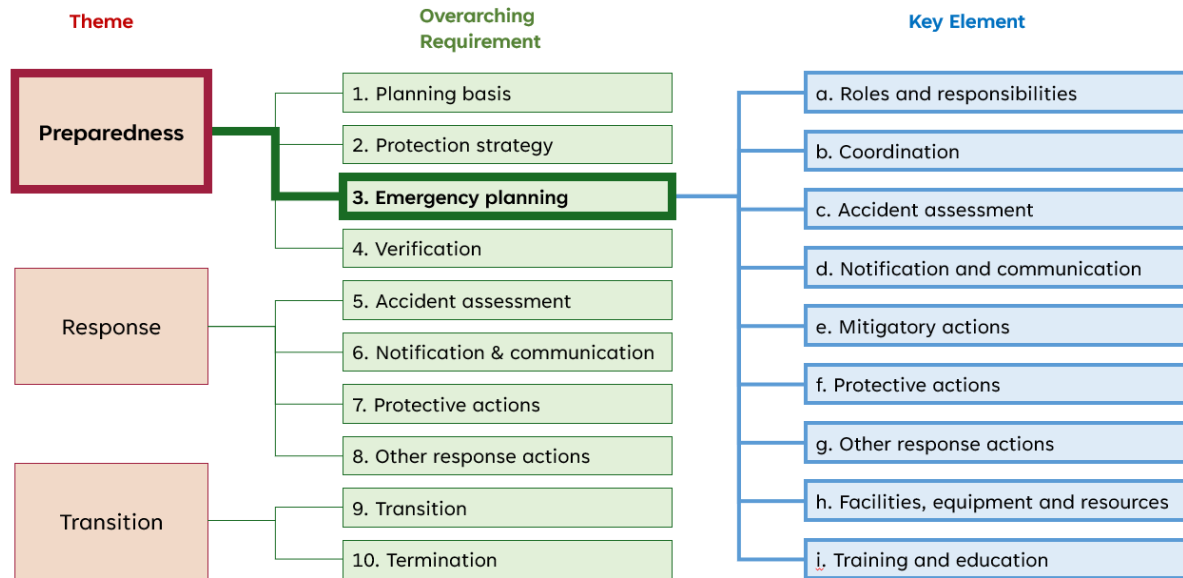 Theme
Overarching
Requirement
Key Element
Preparedness
Response
Transition
1. Planning basis
2. Protection strategy
3. Emergency planning
4. Verification
5. Accident assessment
6. Notification & communication
7. Protective actions
8. Other response actions
9. Transition
10. Termination
a. Roles and responsibilities
b. Coordination
c. Accident assessment
d. Notification and communication
e. Mitigatory actions
f. Protective actions
g. Other response actions
h. Facilities, equipment and resources
i. Training and education